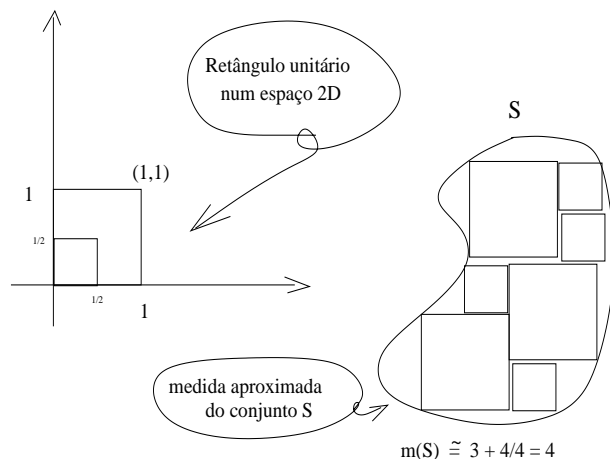 Retângulo unitário
num espaço 2D
S
(1,1)
1
1/2
1/2
1
medida aproximada
do conjunto S
m(S) ≅ 3 + 4/4 = 4